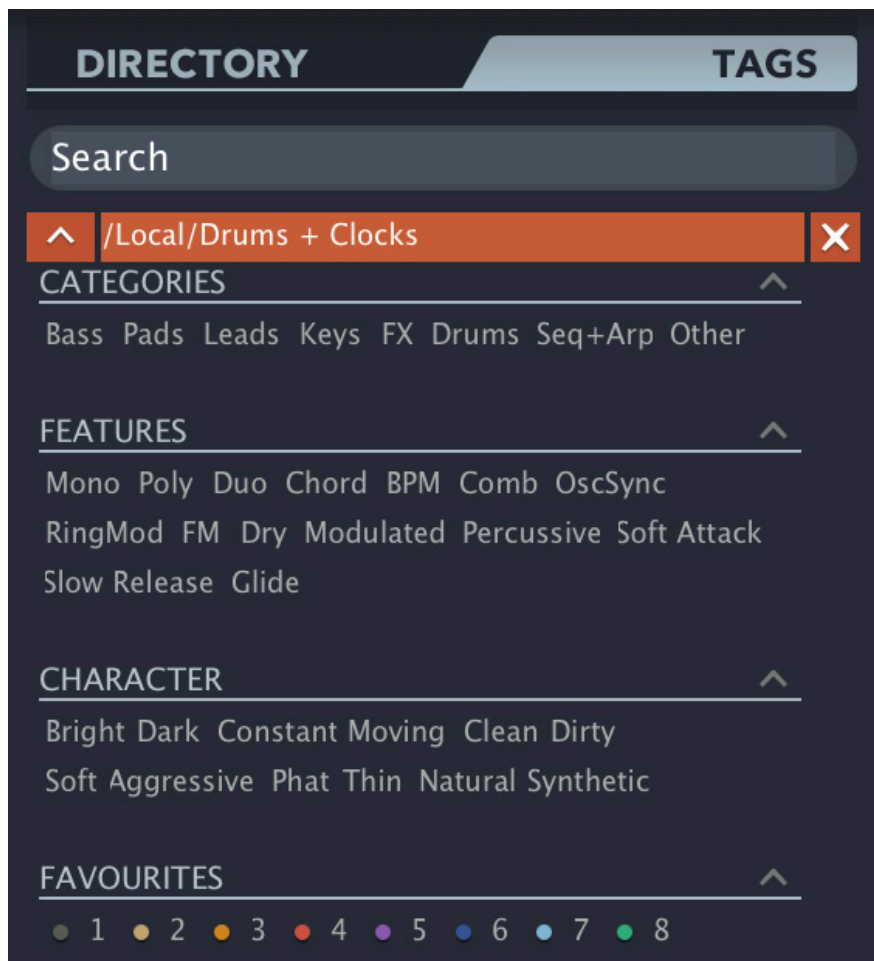 DIRECTORY TAGS
Search
/Local/Drums + Clocks
CATEGORIES
Bass Pads Leads Keys FX Drums Seq+Arp Other
FEATURES
Mono Poly Duo Chord BPM Comb OscSync
RingMod FM Dry Modulated Percussive Soft Attack
Slow Release Glide
CHARACTER
Bright Dark Constant Moving Clean Dirty
Soft Aggressive Phat Thin Natural Synthetic
FAVOURITES
1 2 3 4 5 6 7 8